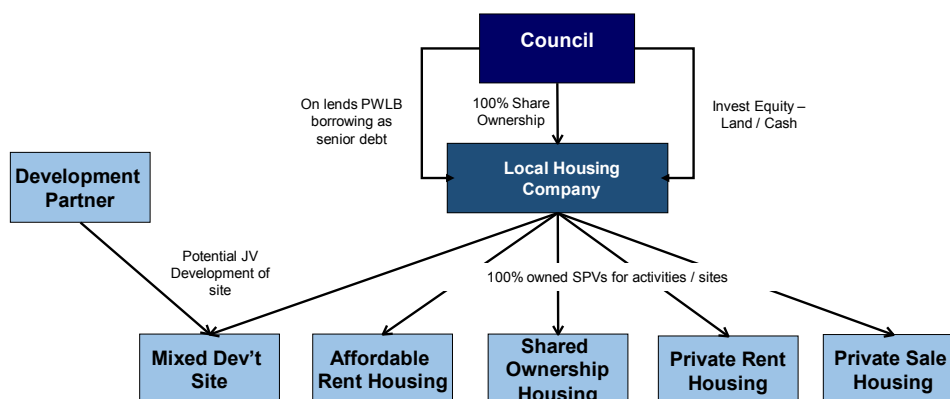 Council
On lends PWLB
borrowing as
senior debt
100% Share
Ownership
Invest Equity –
Land / Cash
Local Housing
Company
Development
Partner
Potential JV
Development of
site
100% owned SPVs for activities / sites
Mixed Dev't
Site
Affordable
Rent Housing
Shared
Ownership
Housing
Private Rent
Housing
Private Sale
Housing